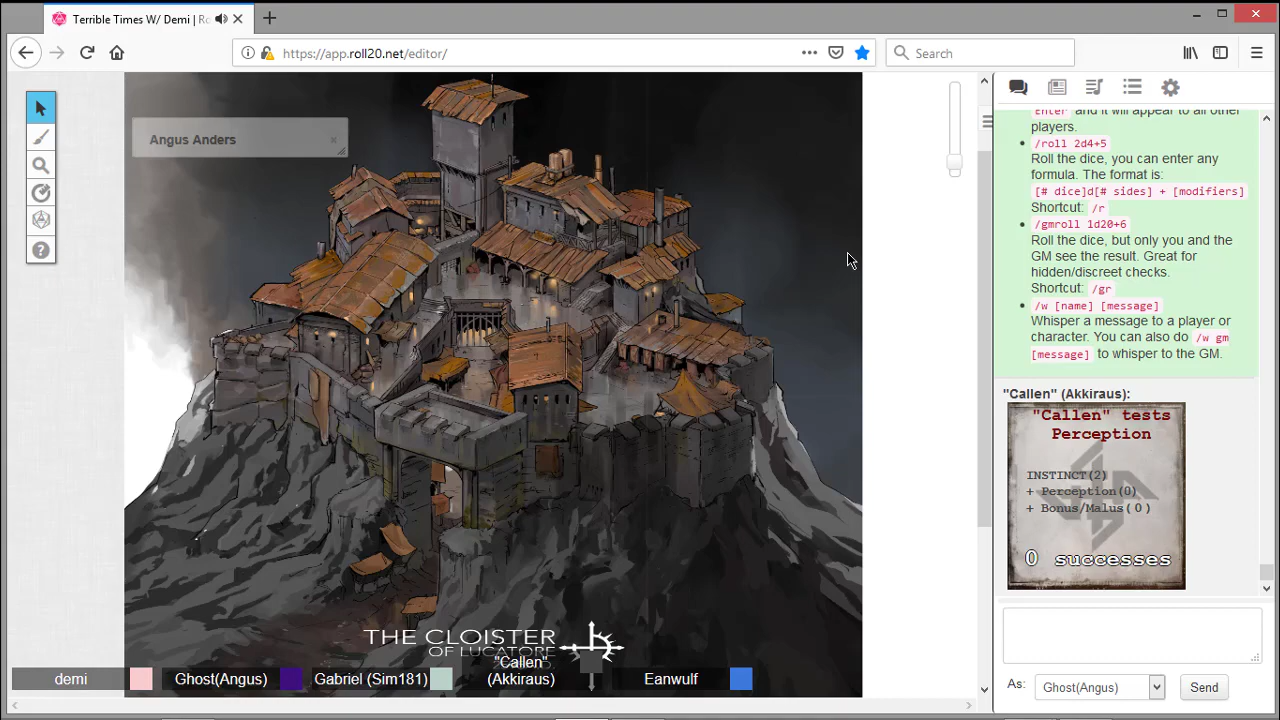 Terrible Times W/ Demi | Ro
https://app.roll20.net/editor/
Search
Angus Anders
Enter and it will appear to all other
players.
/roll 2d4+5
Roll the dice, you can enter any
formula. The format is:
[# dice]d[# sides] + [modifiers]
Shortcut: /r
/gmroll 1d20+6
Roll the dice, but only you and the
GM see the result. Great for
hidden/discreet checks.
Shortcut: /gr
/w [name] [message]
Whisper a message to a player or
character. You can also do /w gm
[message] to whisper to the GM.
"Callen" (Akkiraus):
"Callen" tests
Perception
INSTINCT(2)
+ Perception(0)
+ Bonus/Malus( 0 )
0 successes
THE CLOISTER
OF LUCATORE
demi
Ghost(Angus)
Gabriel (Sim181)
"Callen"
(Akkiraus)
Eanwulf
As:
Ghost(Angus)
Send